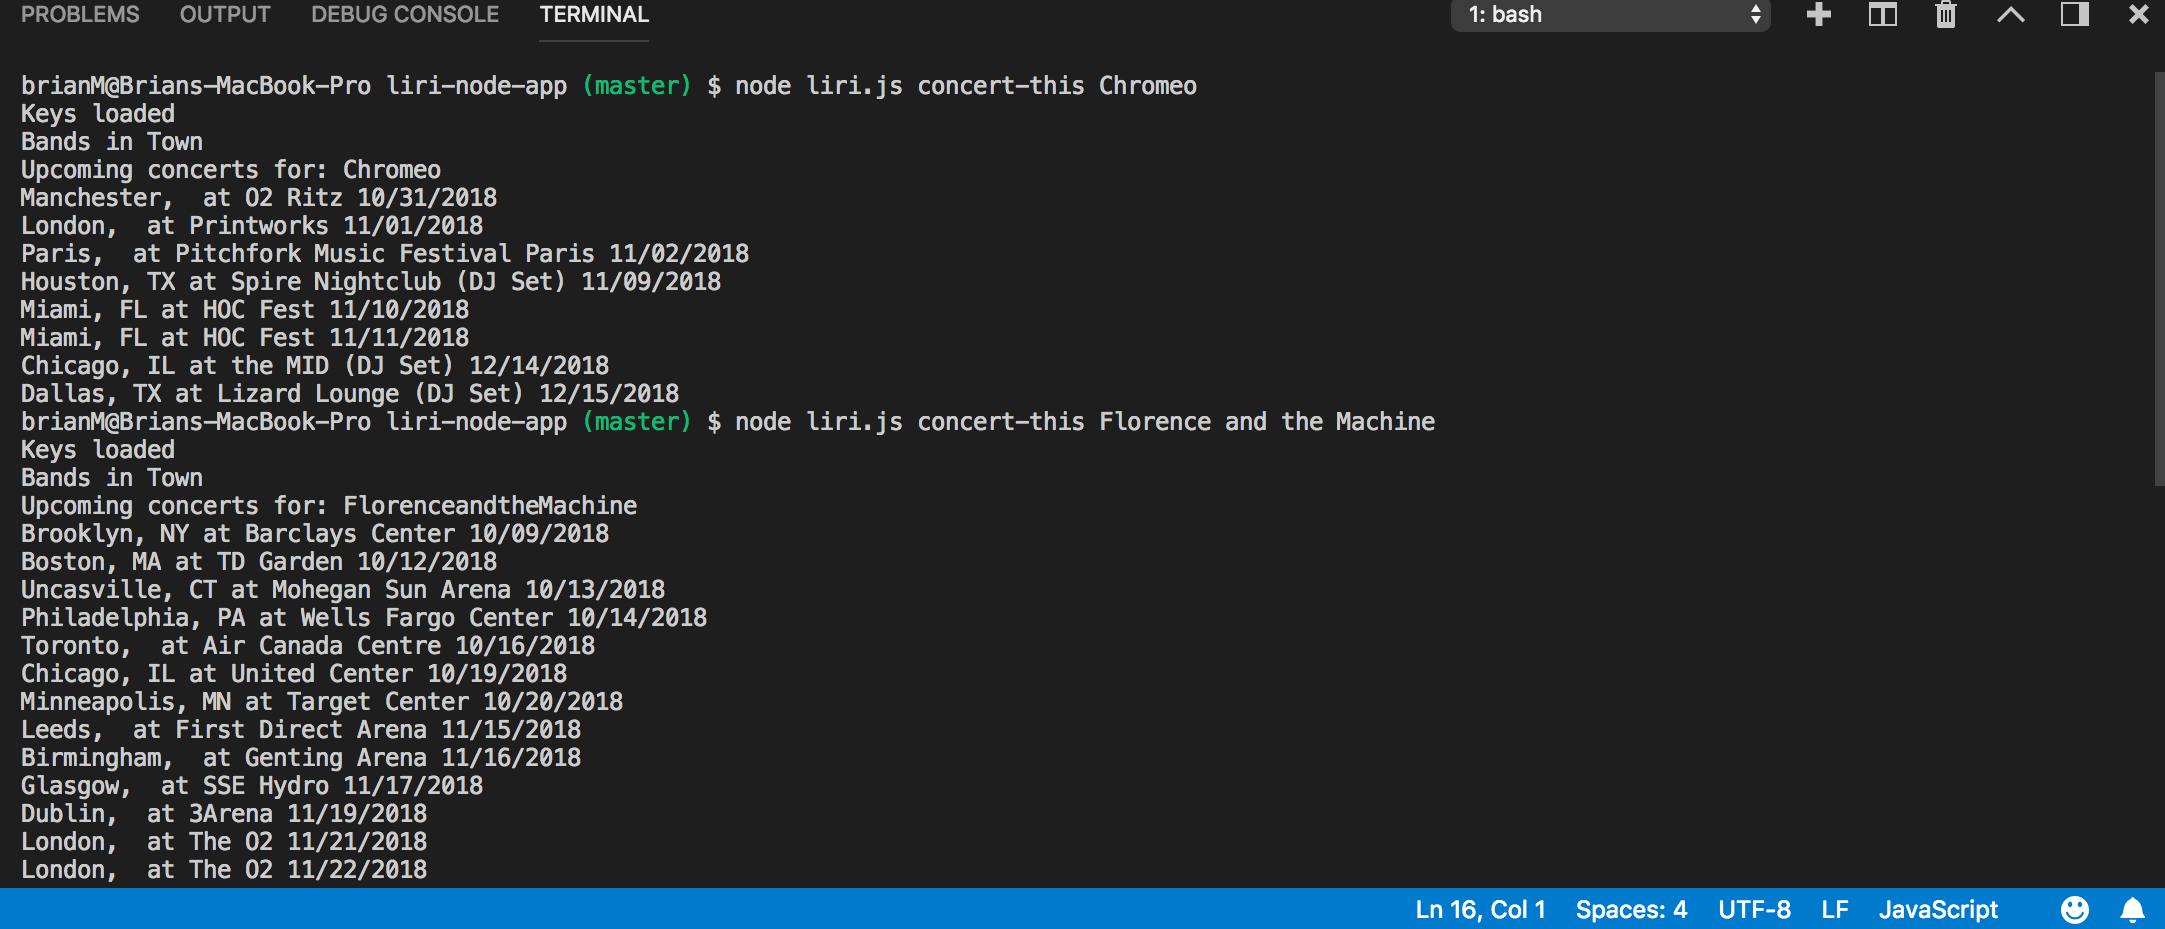 PROBLEMS OUTPUT DEBUG CONSOLE TERMINAL 1: bash
brianM@Brians-MacBook-Pro liri-node-app (master) $ node liri.js concert-this Chromeo
Keys loaded
Bands in Town
Upcoming concerts for: Chromeo
Manchester,  at O2 Ritz 10/31/2018
London,  at Printworks 11/01/2018
Paris,  at Pitchfork Music Festival Paris 11/02/2018
Houston, TX at Spire Nightclub (DJ Set) 11/09/2018
Miami, FL at HOC Fest 11/10/2018
Miami, FL at HOC Fest 11/11/2018
Chicago, IL at the MID (DJ Set) 12/14/2018
Dallas, TX at Lizard Lounge (DJ Set) 12/15/2018
brianM@Brians-MacBook-Pro liri-node-app (master) $ node liri.js concert-this Florence and the Machine
Keys loaded
Bands in Town
Upcoming concerts for: FlorenceandtheMachine
Brooklyn, NY at Barclays Center 10/09/2018
Boston, MA at TD Garden 10/12/2018
Uncasville, CT at Mohegan Sun Arena 10/13/2018
Philadelphia, PA at Wells Fargo Center 10/14/2018
Toronto,  at Air Canada Centre 10/16/2018
Chicago, IL at United Center 10/19/2018
Minneapolis, MN at Target Center 10/20/2018
Leeds,  at First Direct Arena 11/15/2018
Birmingham,  at Genting Arena 11/16/2018
Glasgow,  at SSE Hydro 11/17/2018
Dublin,  at 3Arena 11/19/2018
London,  at The O2 11/21/2018
London,  at The O2 11/22/2018
Ln 16, Col 1 Spaces: 4 UTF-8 LF JavaScript